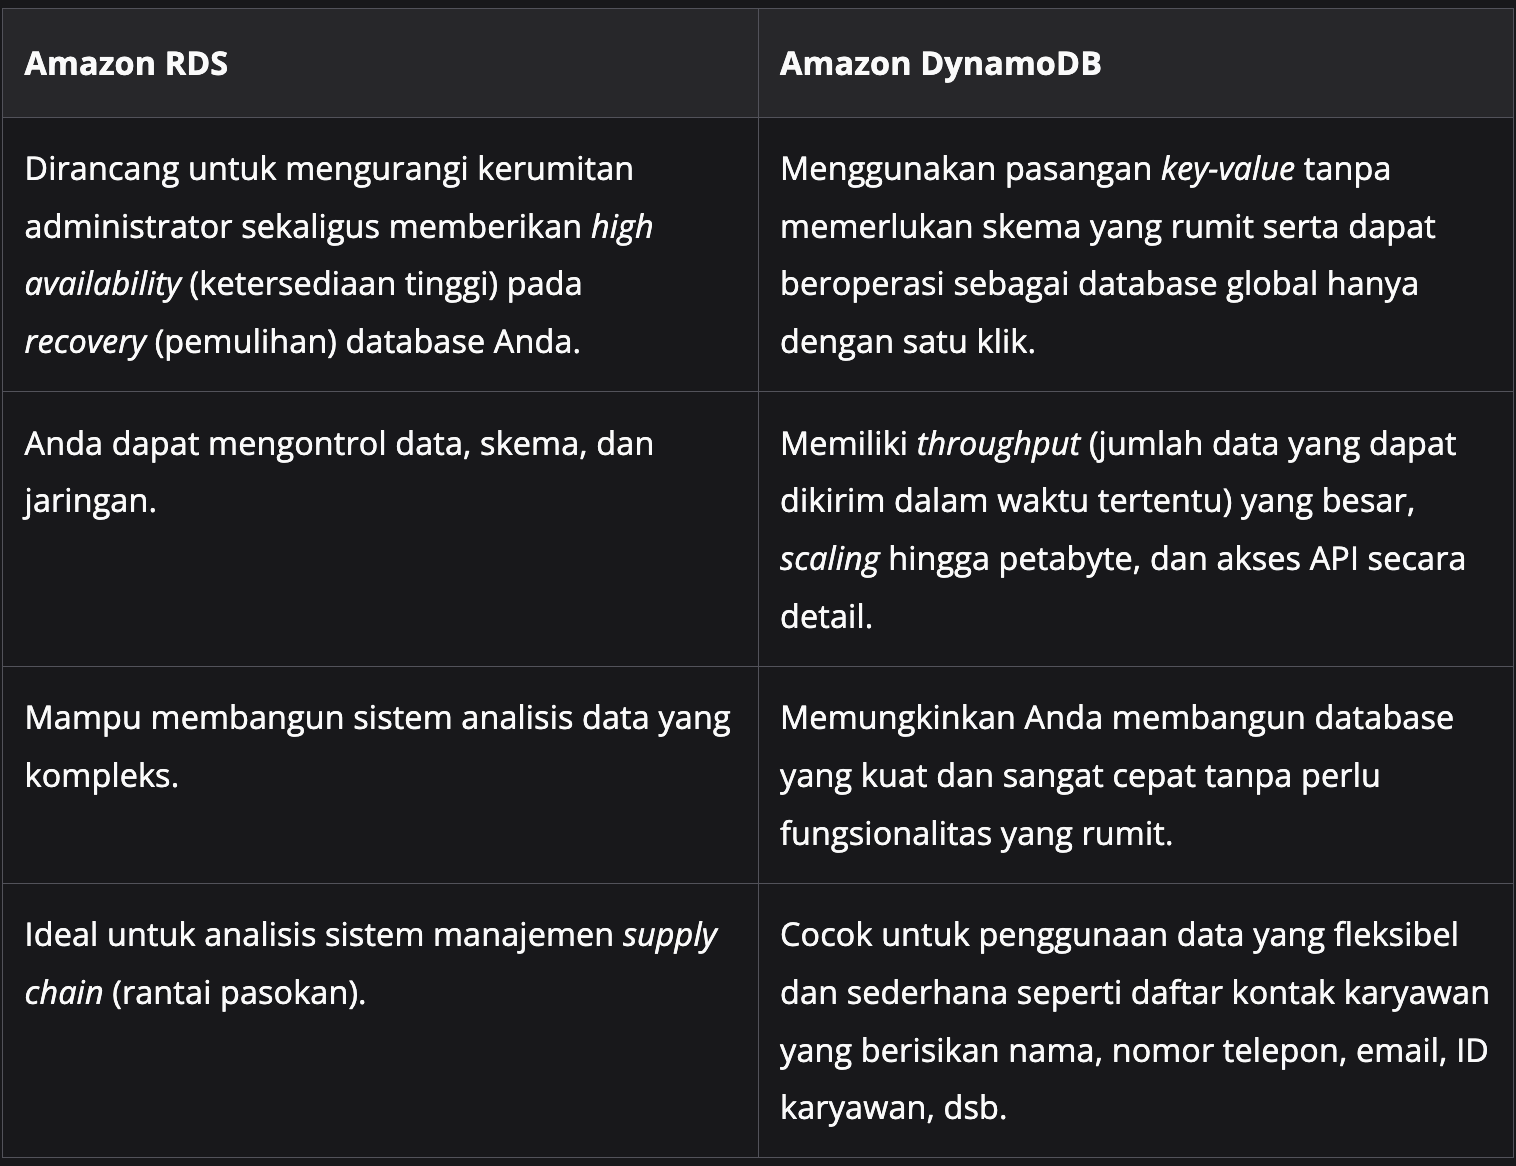 Amazon RDS
Amazon DynamoDB
Dirancang untuk mengurangi kerumitan
administrator sekaligus memberikan high
availability (ketersediaan tinggi) pada
recovery (pemulihan) database Anda.
Menggunakan pasangan key-value tanpa
memerlukan skema yang rumit serta dapat
beroperasi sebagai database global hanya
dengan satu klik.
Anda dapat mengontrol data, skema, dan
jaringan.
Memiliki throughput (jumlah data yang dapat
dikirim dalam waktu tertentu) yang besar,
scaling hingga petabyte, dan akses API secara
detail.
Mampu membangun sistem analisis data yang
kompleks.
Memungkinkan Anda membangun database
yang kuat dan sangat cepat tanpa perlu
fungsionalitas yang rumit.
Ideal untuk analisis sistem manajemen supply
chain (rantai pasokan).
Cocok untuk penggunaan data yang fleksibel
dan sederhana seperti daftar kontak karyawan
yang berisikan nama, nomor telepon, email, ID
karyawan, dsb.